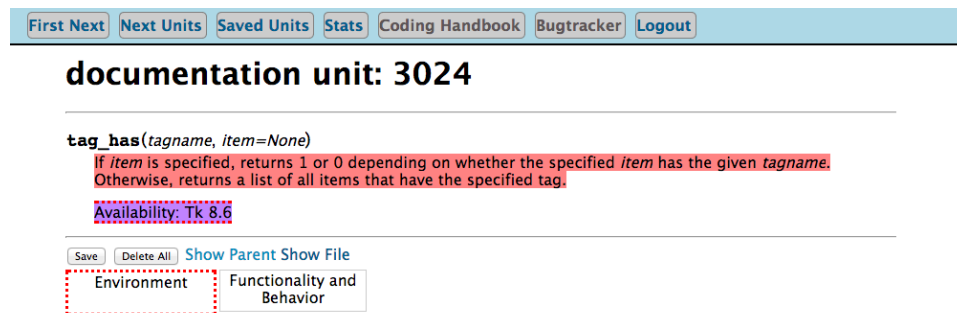 First Next Next Units Saved Units Stats Coding Handbook Bugtracker Logout
documentation unit: 3024
tag_has(tagname, item=None)
If item is specified, returns 1 or 0 depending on whether the specified item has the given tagname.
Otherwise, returns a list of all items that have the specified tag.
Availability: Tk 8.6
Save Delete All Show Parent Show File
Environment Functionality and
Behavior